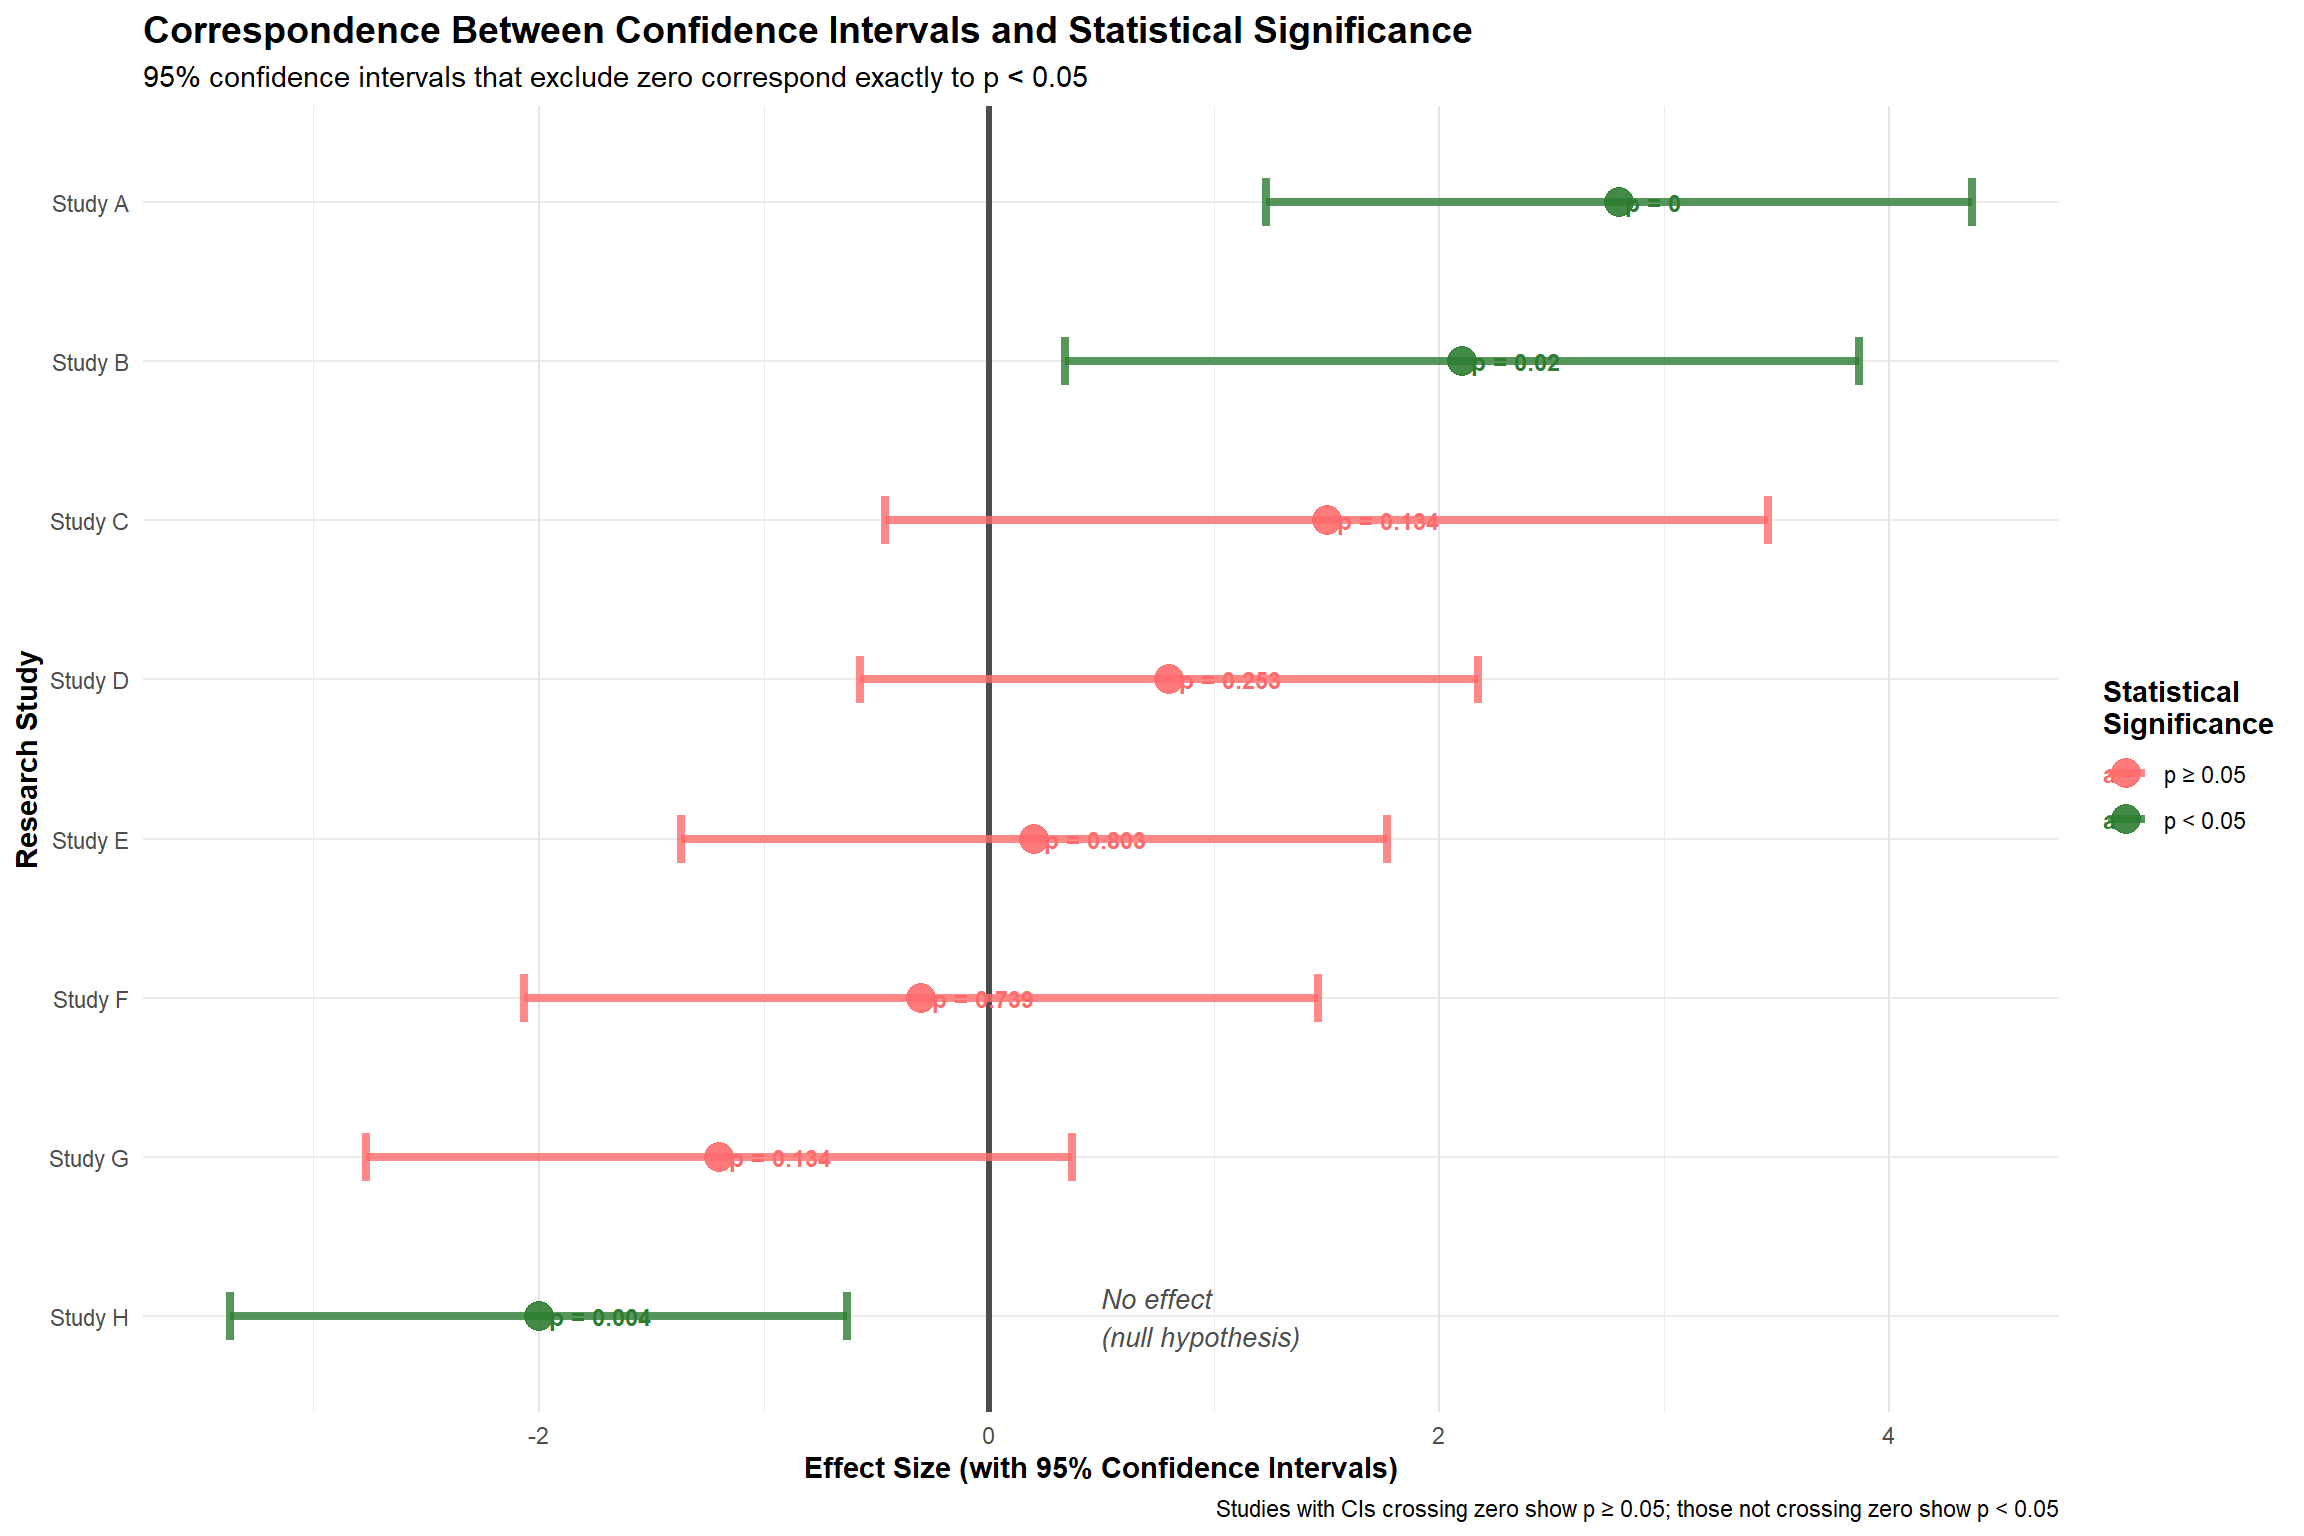 Correspondence Between Confidence Intervals and Statistical Significance
95% confidence intervals that exclude zero correspond exactly to p < 0.05
Research Study
Study A
p = 0
Study B
p = 0.02
Study C
p = 0.134
Study D
p = 0.253
Study E
p = 0.803
Study F
p = 0.739
Study G
p = 0.134
Study H
p = 0.004
No effect
(null hypothesis)
-2
0
2
4
Effect Size (with 95% Confidence Intervals)
Studies with CIs crossing zero show p ≥ 0.05; those not crossing zero show p < 0.05
Statistical
Significance
a
p ≥ 0.05
a
p < 0.05